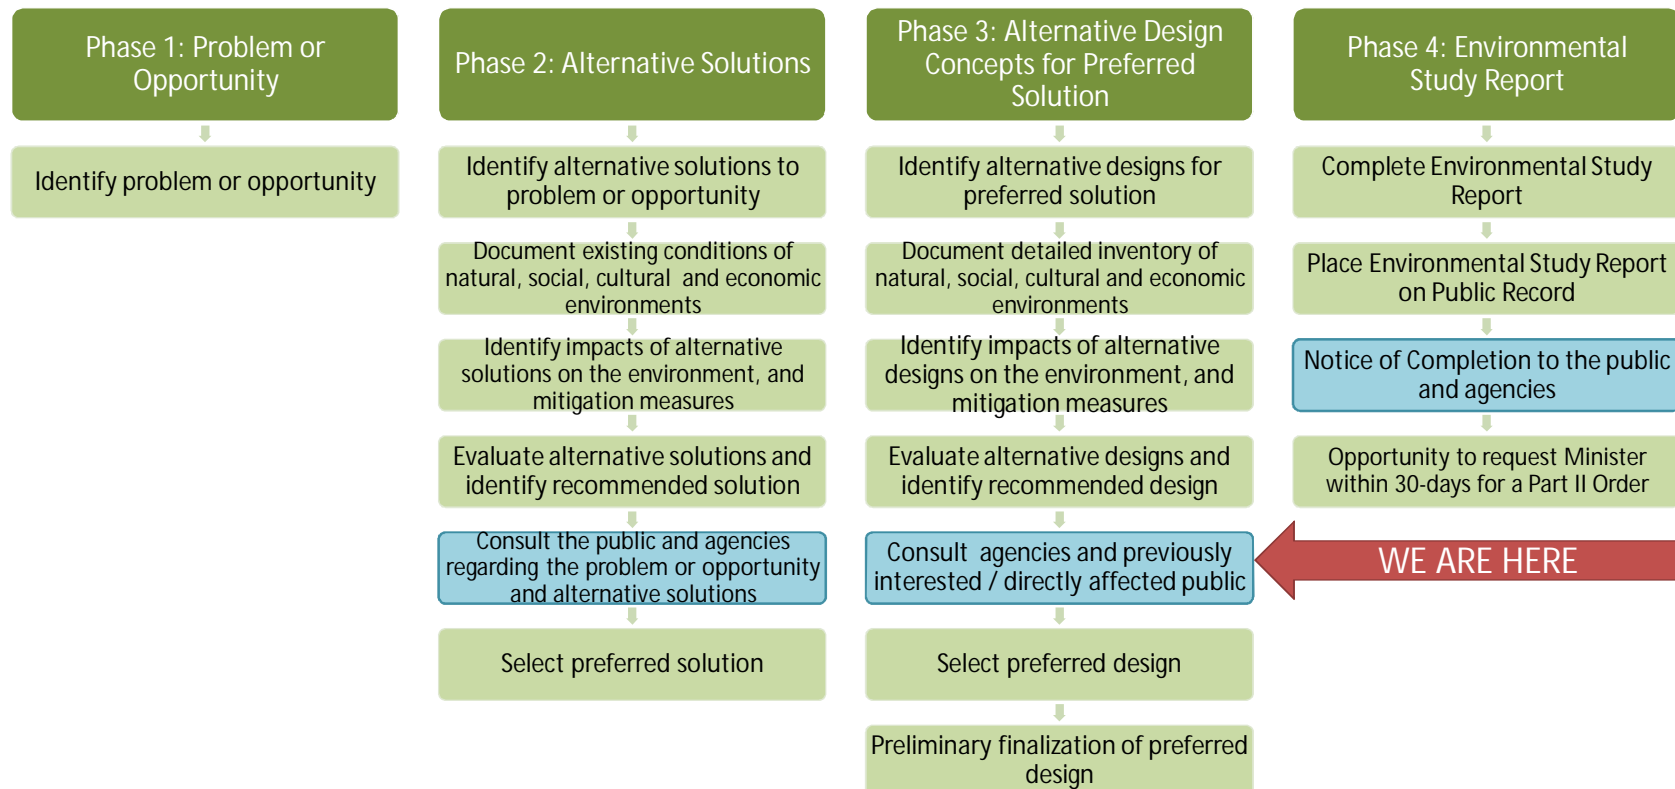 Phase 1: Problem or
Opportunity
Identify problem or opportunity
Phase 2: Alternative Solutions
Identify alternative solutions to
problem or opportunity
Document existing conditions of
natural, social, cultural  and economic
environments
Identify impacts of alternative
solutions on the environment, and
mitigation measures
Evaluate alternative solutions and
identify recommended solution
Consult the public and agencies
regarding the problem or opportunity
and alternative solutions
Select preferred solution
Phase 3: Alternative Design
Concepts for Preferred
Solution
Identify alternative designs for
preferred solution
Document detailed inventory of
natural, social, cultural and economic
environments
Identify impacts of alternative
designs on the environment, and
mitigation measures
Evaluate alternative designs and
identify recommended design
Consult  agencies and previously
interested / directly affected public
Select preferred design
Preliminary finalization of preferred
design
Phase 4: Environmental
Study Report
Complete Environmental Study
Report
Place Environmental Study Report
on Public Record
Notice of Completion to the public
and agencies
Opportunity to request Minister
within 30-days for a Part II Order
WE ARE HERE